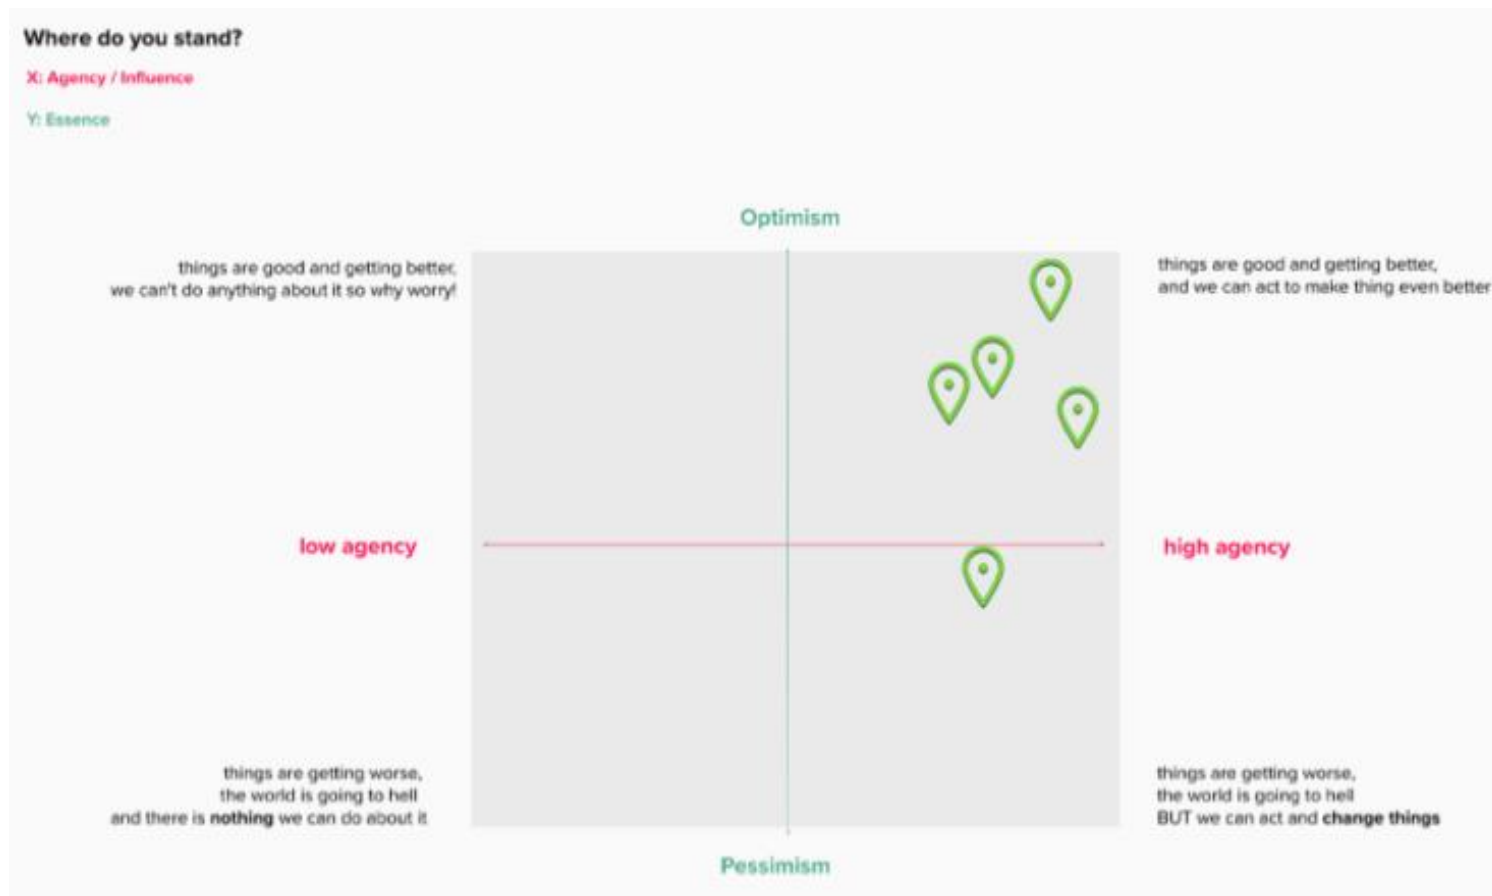 Where do you stand?
X: Agency / Influence
Y: Essence
Optimism
things are good and getting better,
we can't do anything about it so why worry!
things are good and getting better,
and we can act to make thing even better
low agency
high agency
things are getting worse,
the world is going to hell
and there is nothing we can do about it
things are getting worse,
the world is going to hell
BUT we can act and change things
Pessimism